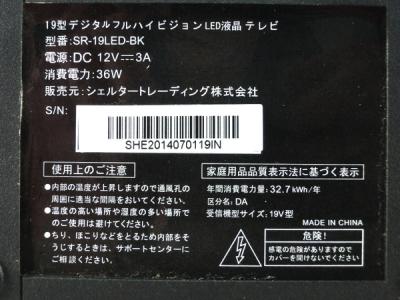 19型デジタルフルハイビジョンLED液晶テレビ
型名:SR-19LED-BK
電源:DC 12V⎓3A
消費電力:36W
販売元:シェルタートレーディング株式会社
S/N:
SHE2014070119IN
使用上のご注意
●内部の温度が上昇しますので通風孔の
周囲に適当な間隔をおいてください。
●温度の高い場所や湿度の多い場所で
のご使用は避けてください。
●ちり、ほこりなどをとるため内部をそ
うじするときは、サポートセンターに
ご相談ください。
家庭用品品質表示法に基づく表示
年間消費電力量:32.7kWh/年
区分名:DA
受信機型サイズ:19V型
MADE IN CHINA
危険!
感電の危険がありますので
カバーを開けないでください。